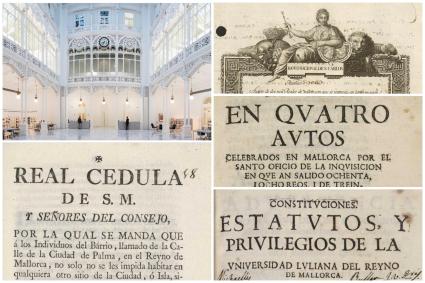 REAL CEDULA
DE S.M.
Y SEÑORES DEL CONSEJO,
POR LA QUAL SE MANDA QUE
á los Individuos del Bárrio, llamado de la Ca-
lle de la Ciudad de Palma, en el Reyno de
Mallorca, no solo no se les impida habitar en
qualquiera otro sitio de la Ciudad, ó Isla, si-
EN QVATRO
AVTOS
CELEBRADOS EN MALLORCA POR EL
SANTO OFICIO DE LA INQVISICION
EN QVE AN SALIDO OCHENTA,
I OCHO REOS, I DE TREIN-
CONSTITVCIONES,
ESTATVTOS, Y
PRIVILEGIOS DE LA
VNIVERSIDAD LVLIANA DEL REYNO
DE MALLORCA.